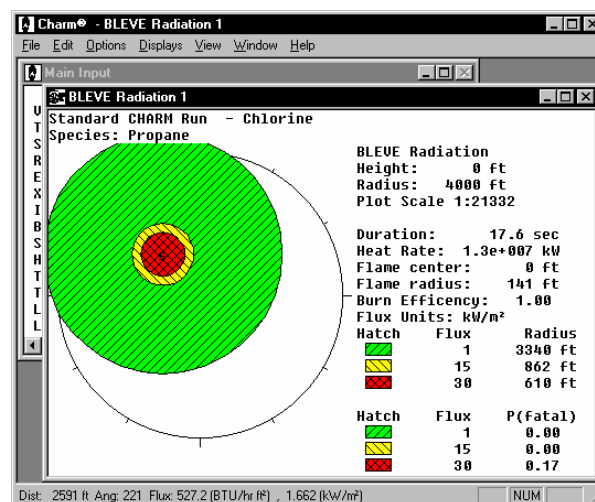 Charm® - BLEVE Radiation 1
File Edit Options Displays View Window Help
Main Input
BLEVE Radiation 1
Standard CHARM Run - Chlorine
Species: Propane
V
T
S
R
E
X
I
B
S
H
T
T
L
L
BLEVE Radiation
Height: 0 ft
Radius: 4000 ft
Plot Scale 1:21332
Duration: 17.6 sec
Heat Rate: 1.3e+007 kW
Flame center: 0 ft
Flame radius: 141 ft
Burn Efficency: 1.00
Flux Units: kW/m²
Hatch Flux Radius
1 3340 ft
15 862 ft
30 610 ft
Hatch Flux P(fatal)
1 0.00
15 0.00
30 0.17
Dist: 2591 ft Ang: 221 Flux: 527.2 (BTU/hr ft²) , 1.662 (kW/m²) NUM